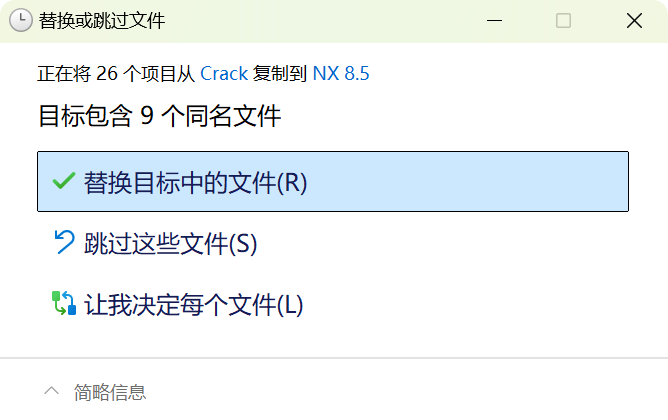 替换或跳过文件
正在将 26 个项目从 Crack 复制到 NX 8.5
目标包含 9 个同名文件
替换目标中的文件(R)
跳过这些文件(S)
让我决定每个文件(L)
简略信息